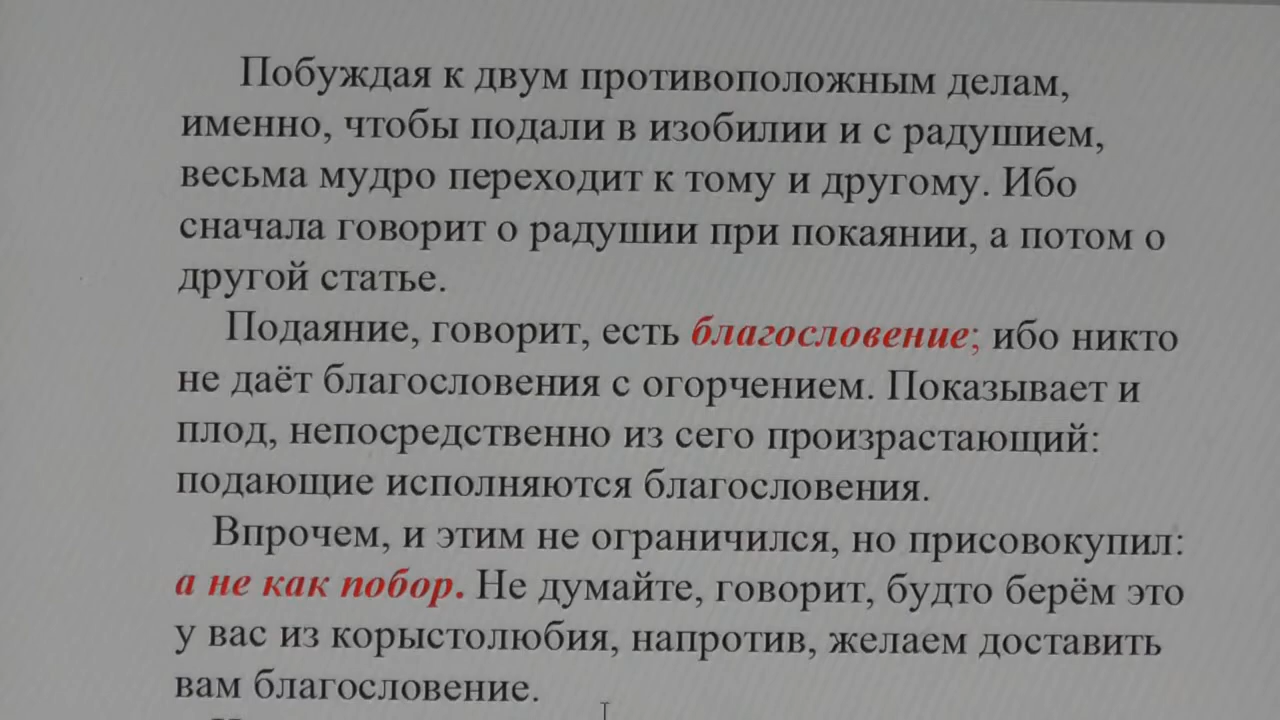 Побуждая к двум противоположным делам,
именно, чтобы подали в изобилии и с радушием,
весьма мудро переходит к тому и другому. Ибо
сначала говорит о радушии при покаянии, а потом о
другой статье.
Подаяние, говорит, есть благословение; ибо никто
не даёт благословения с огорчением. Показывает и
плод, непосредственно из сего произрастающий:
подающие исполняются благословения.
Впрочем, и этим не ограничился, но присовокупил:
а не как побор. Не думайте, говорит, будто берём это
у вас из корыстолюбия, напротив, желаем доставить
вам благословение.